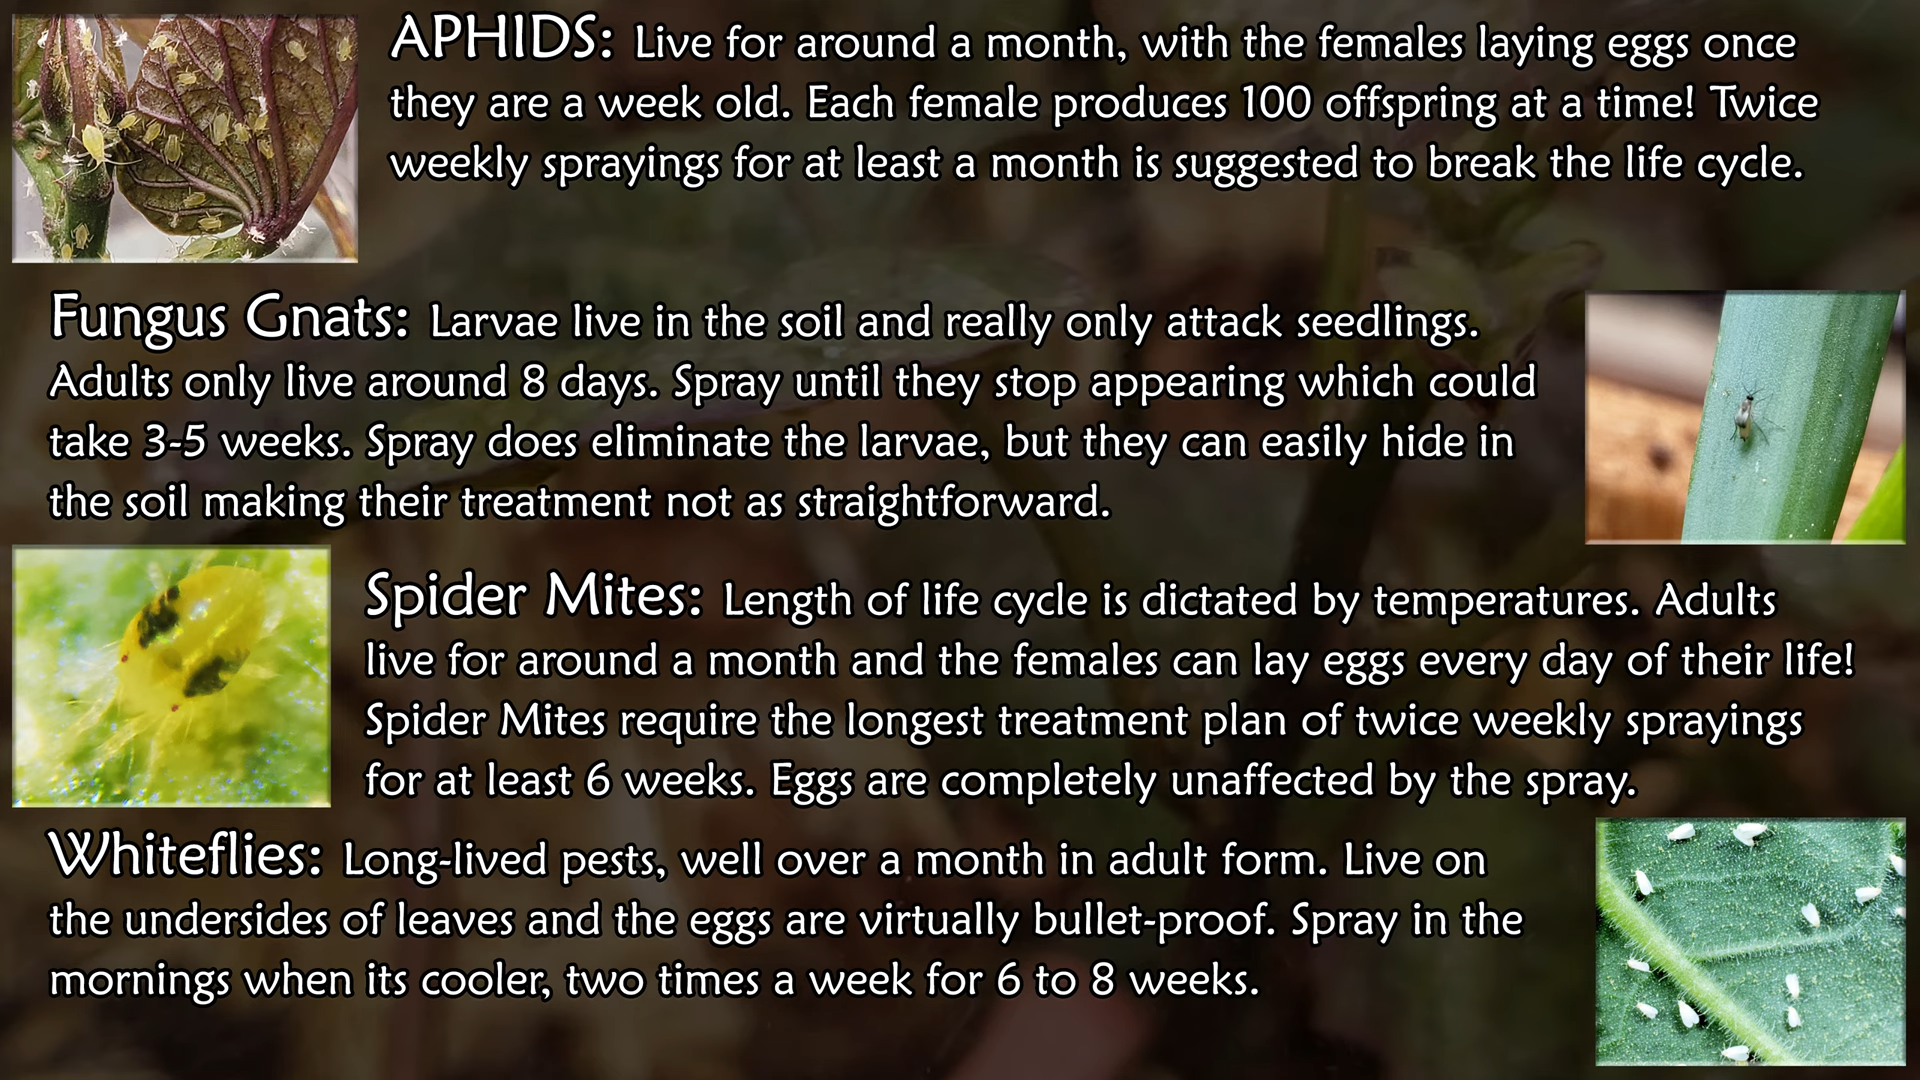 APHIDS: Live for around a month, with the females laying eggs once
they are a week old. Each female produces 100 offspring at a time! Twice
weekly sprayings for at least a month is suggested to break the life cycle.
Fungus Gnats: Larvae live in the soil and really only attack seedlings.
Adults only live around 8 days. Spray until they stop appearing which could
take 3-5 weeks. Spray does eliminate the larvae, but they can easily hide in
the soil making their treatment not as straightforward.
Spider Mites: Length of life cycle is dictated by temperatures. Adults
live for around a month and the females can lay eggs every day of their life!
Spider Mites require the longest treatment plan of twice weekly sprayings
for at least 6 weeks. Eggs are completely unaffected by the spray.
Whiteflies: Long-lived pests, well over a month in adult form. Live on
the undersides of leaves and the eggs are virtually bullet-proof. Spray in the
mornings when its cooler, two times a week for 6 to 8 weeks.